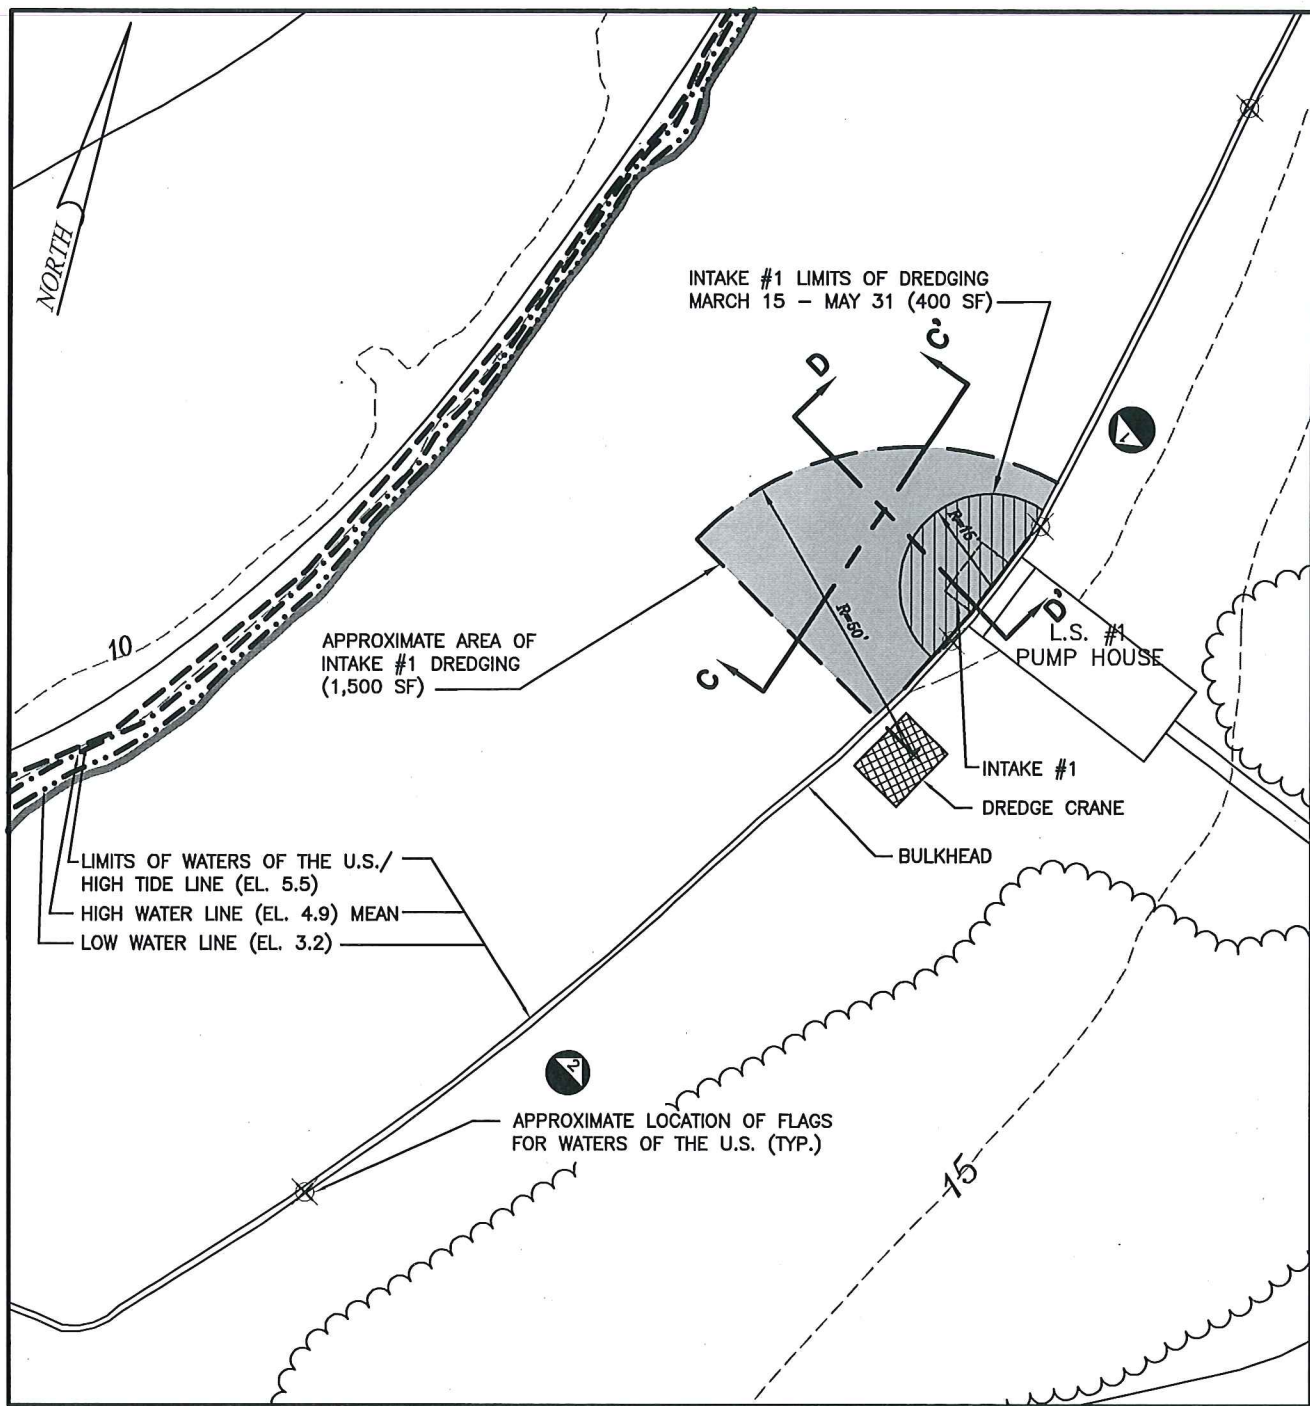 NORTH
INTAKE #1 LIMITS OF DREDGING
MARCH 15 – MAY 31 (400 SF)
C'
D
1
R=16'
R=50'
D'
L.S. #1
PUMP HOUSE
10
APPROXIMATE AREA OF
INTAKE #1 DREDGING
(1,500 SF)
C
INTAKE #1
DREDGE CRANE
BULKHEAD
LIMITS OF WATERS OF THE U.S./
HIGH TIDE LINE (EL. 5.5)
HIGH WATER LINE (EL. 4.9) MEAN
LOW WATER LINE (EL. 3.2)
2
APPROXIMATE LOCATION OF FLAGS
FOR WATERS OF THE U.S. (TYP.)
15